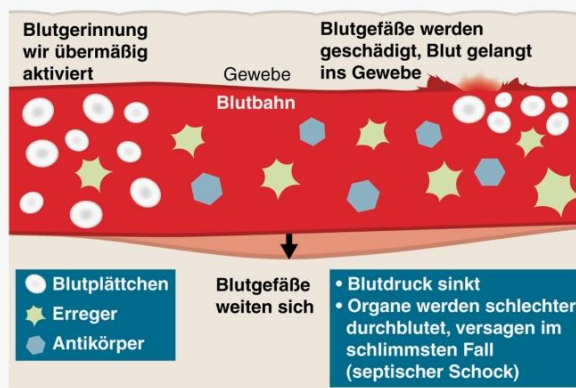 Blutgerinnung
wir übermäßig
aktiviert
Blutgefäße werden
geschädigt, Blut gelangt
ins Gewebe
Gewebe
Blutbahn
Blutplättchen
Erreger
Antikörper
Blutgefäße
weiten sich
• Blutdruck sinkt
• Organe werden schlechter
durchblutet, versagen im
schlimmsten Fall
(septischer Schock)